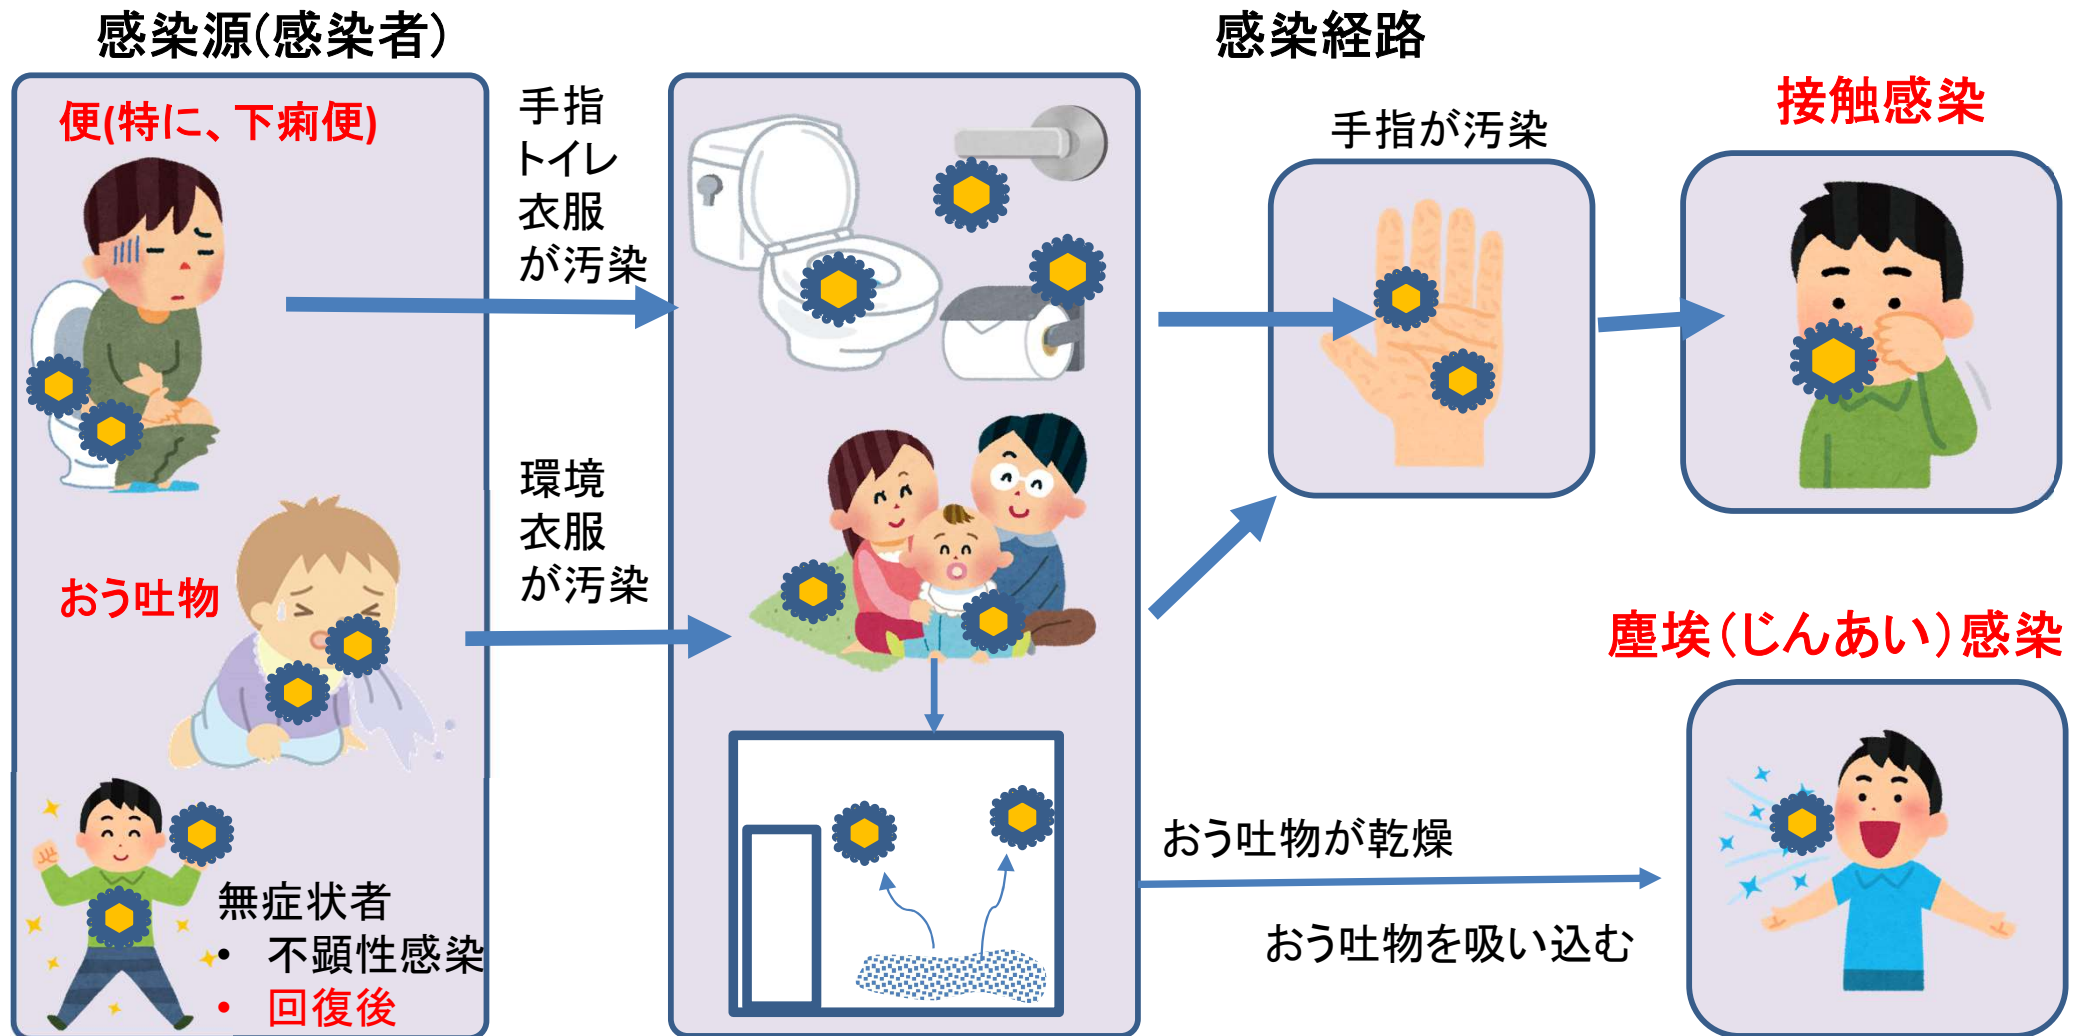 感染源(感染者)
感染経路
便(特に、下痢便)
手指
トイレ
衣服
が汚染
手指が汚染
接触感染
おう吐物
環境
衣服
が汚染
塵埃(じんあい)感染
無症状者
• 不顕性感染
• 回復後
おう吐物が乾燥
おう吐物を吸い込む